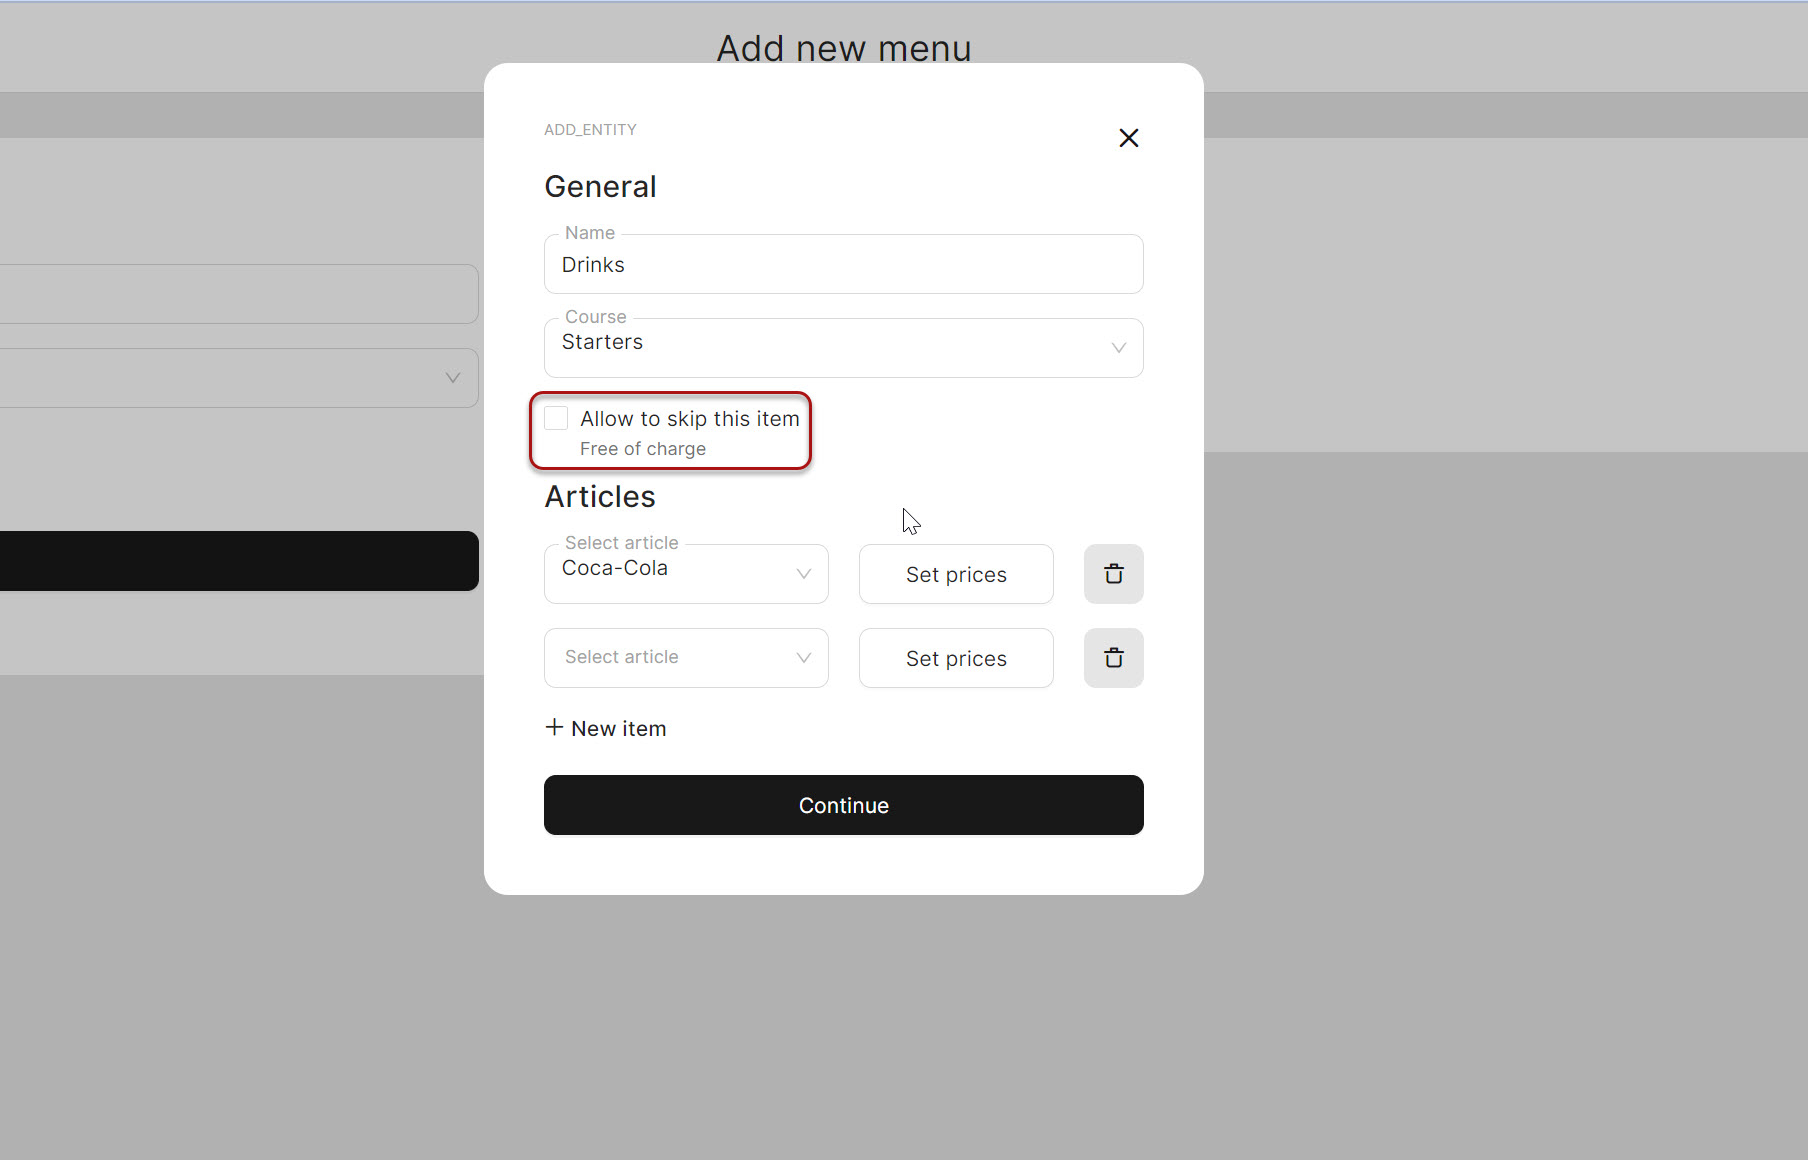 Add new menu
ADD_ENTITY
General
Name
Drinks
Course
Starters
Allow to skip this item
Free of charge
Articles
Select article
Coca-Cola
Set prices
Select article
Set prices
New item
Continue